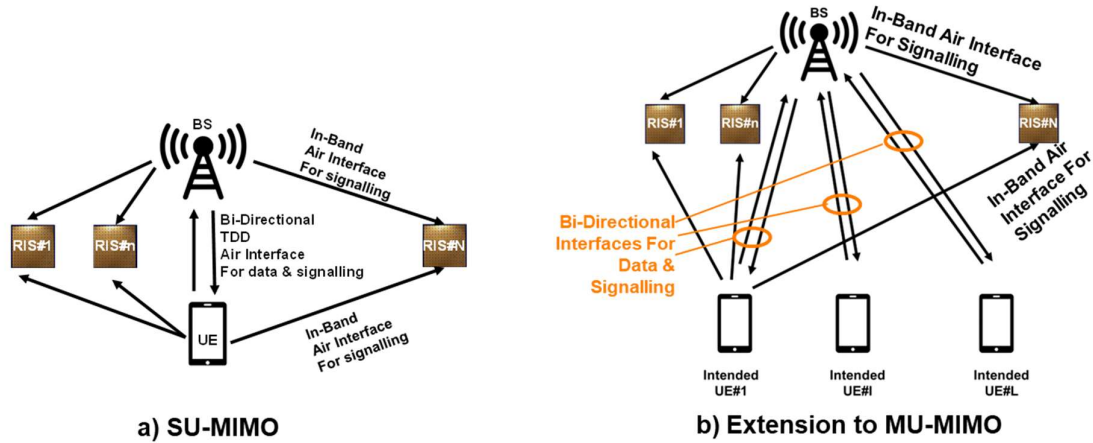 BS
In-Band
Air Interface
For signalling
RIS#1
RIS#n
RIS#N
Bi-Directional
TDD
Air Interface
For data & signalling
UE
In-Band
Air Interface
For signalling
a) SU-MIMO
BS
In-Band Air Interface
For Signalling
RIS#1
RIS#n
RIS#N
In-Band Air
Interface For
Signalling
Bi-Directional
Interfaces For
Data &
Signalling
Intended
UE#1
Intended
UE#l
Intended
UE#L
b) Extension to MU-MIMO